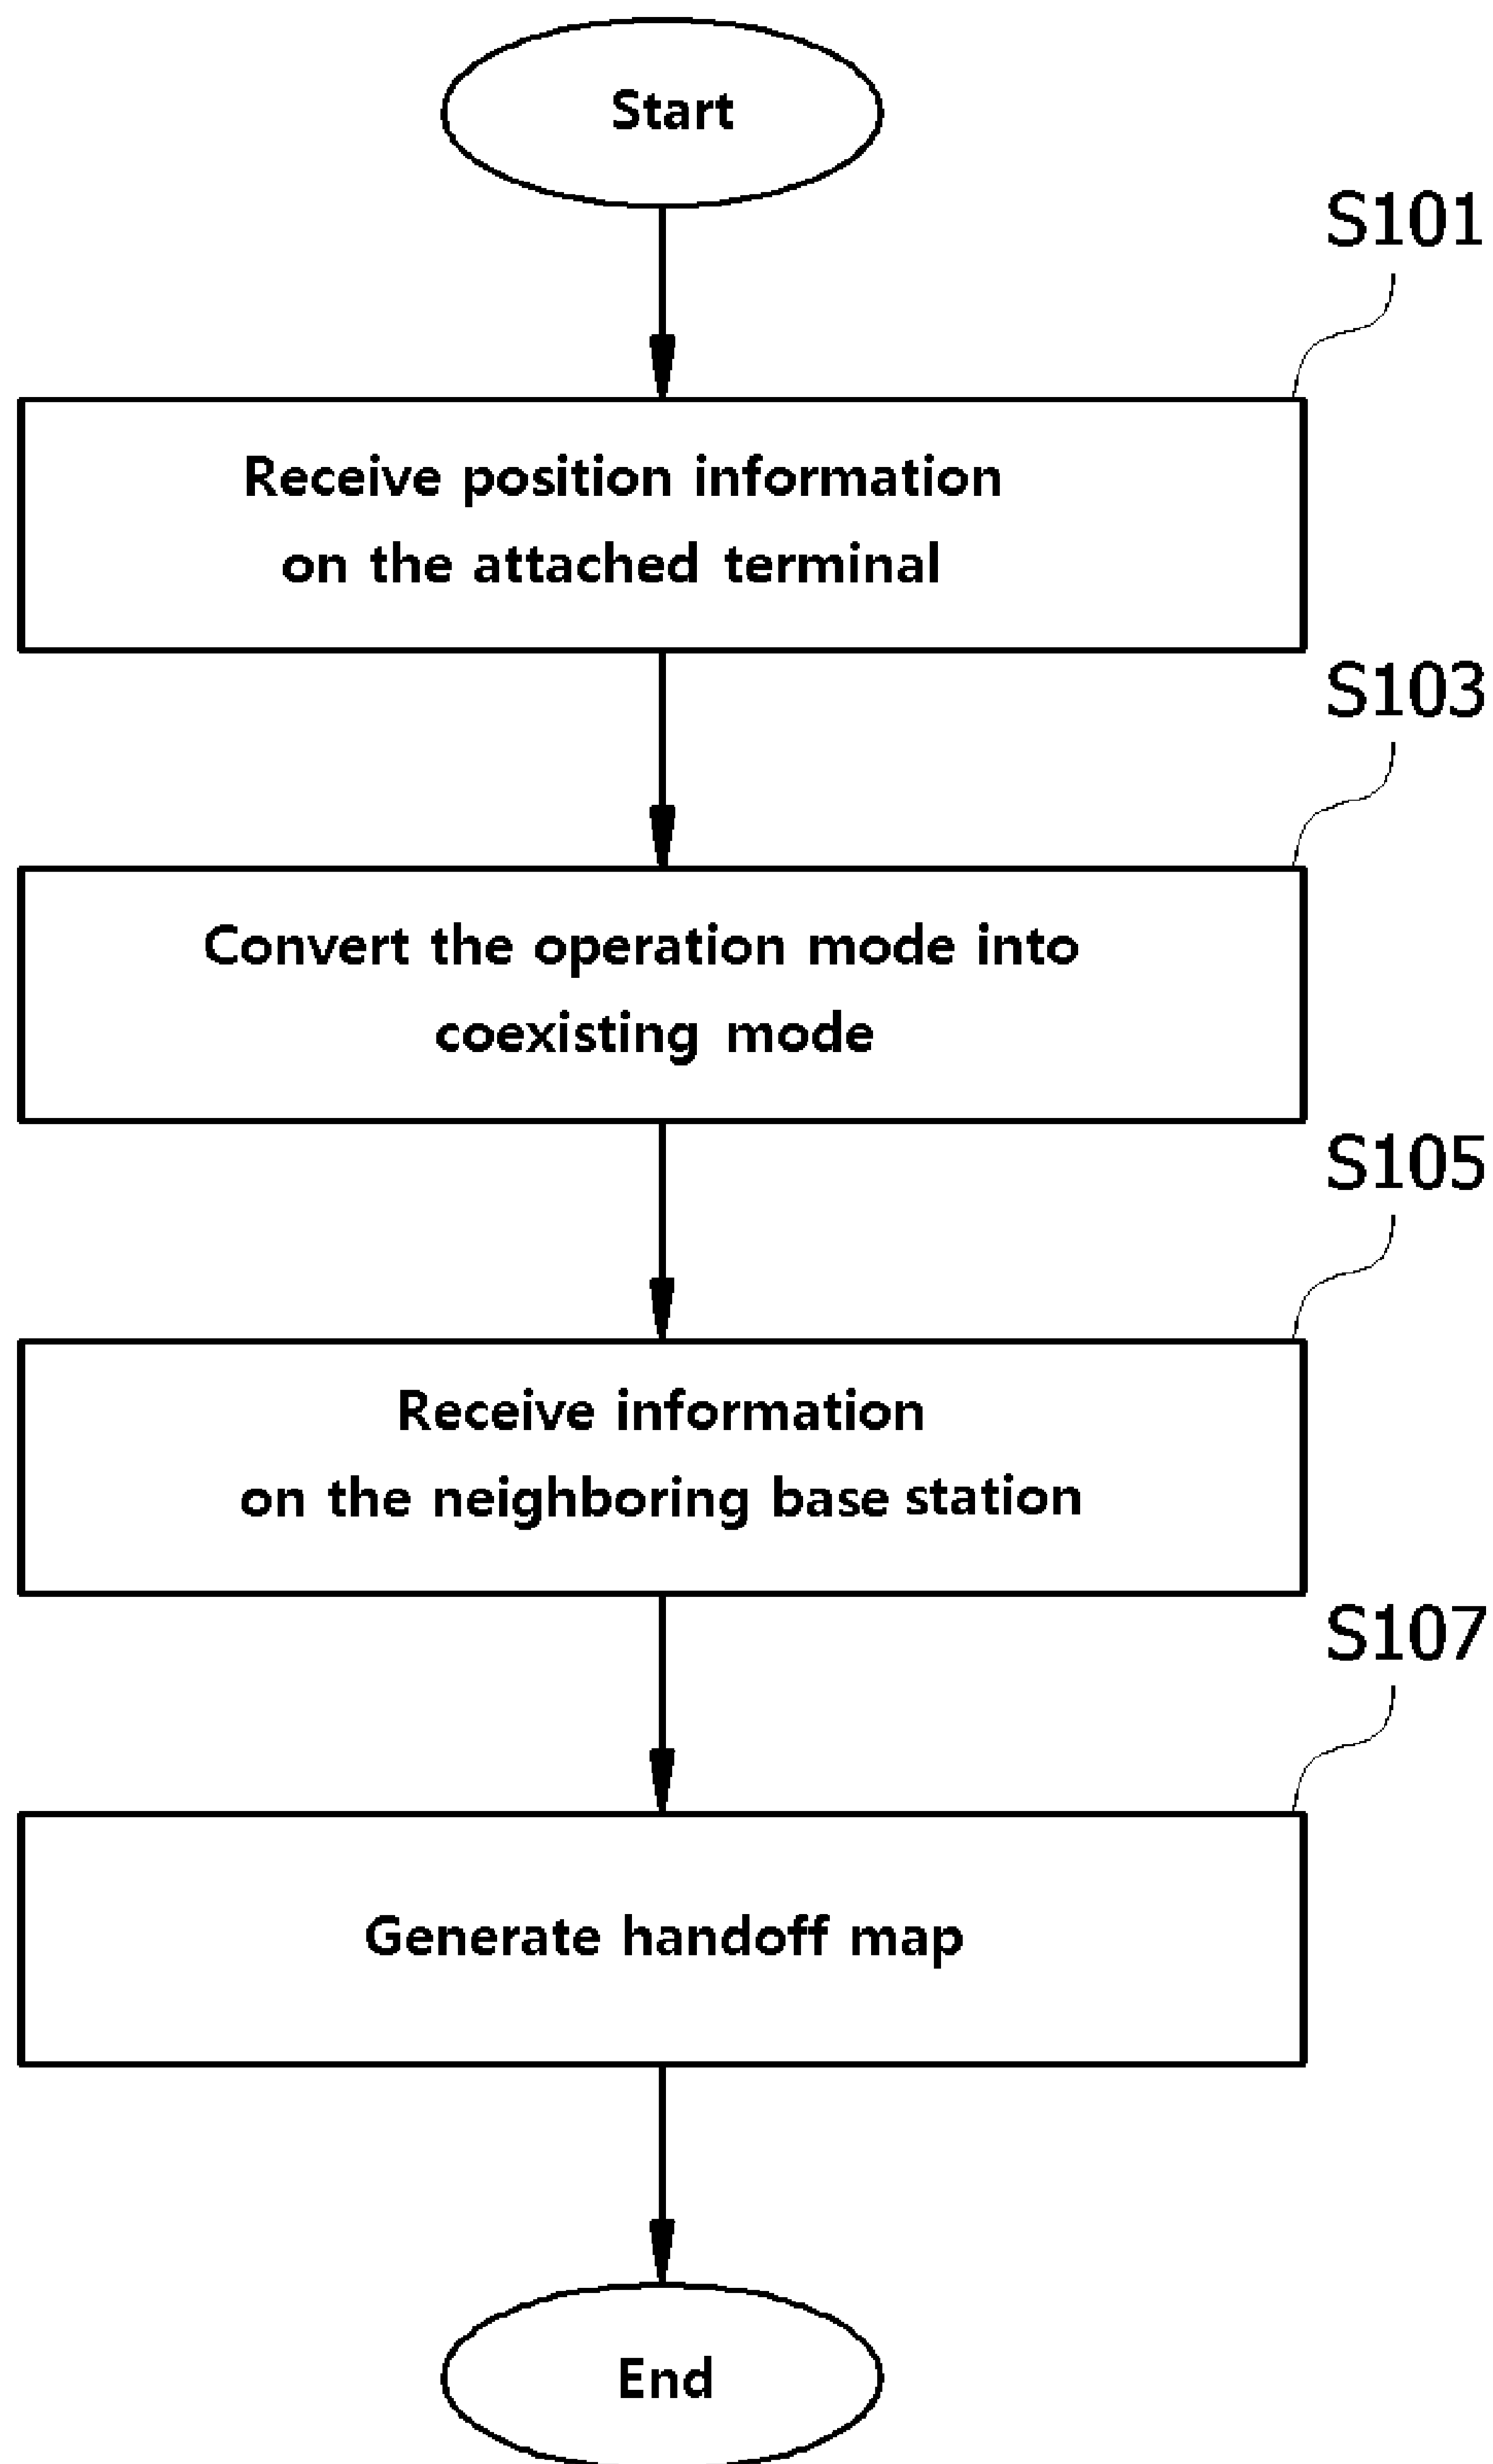 Start
S101
Receive position information
on the attached terminal
S103
Convert the operation mode into
coexisting mode
S105
Receive information
on the neighboring base station
S107
Generate handoff map
End